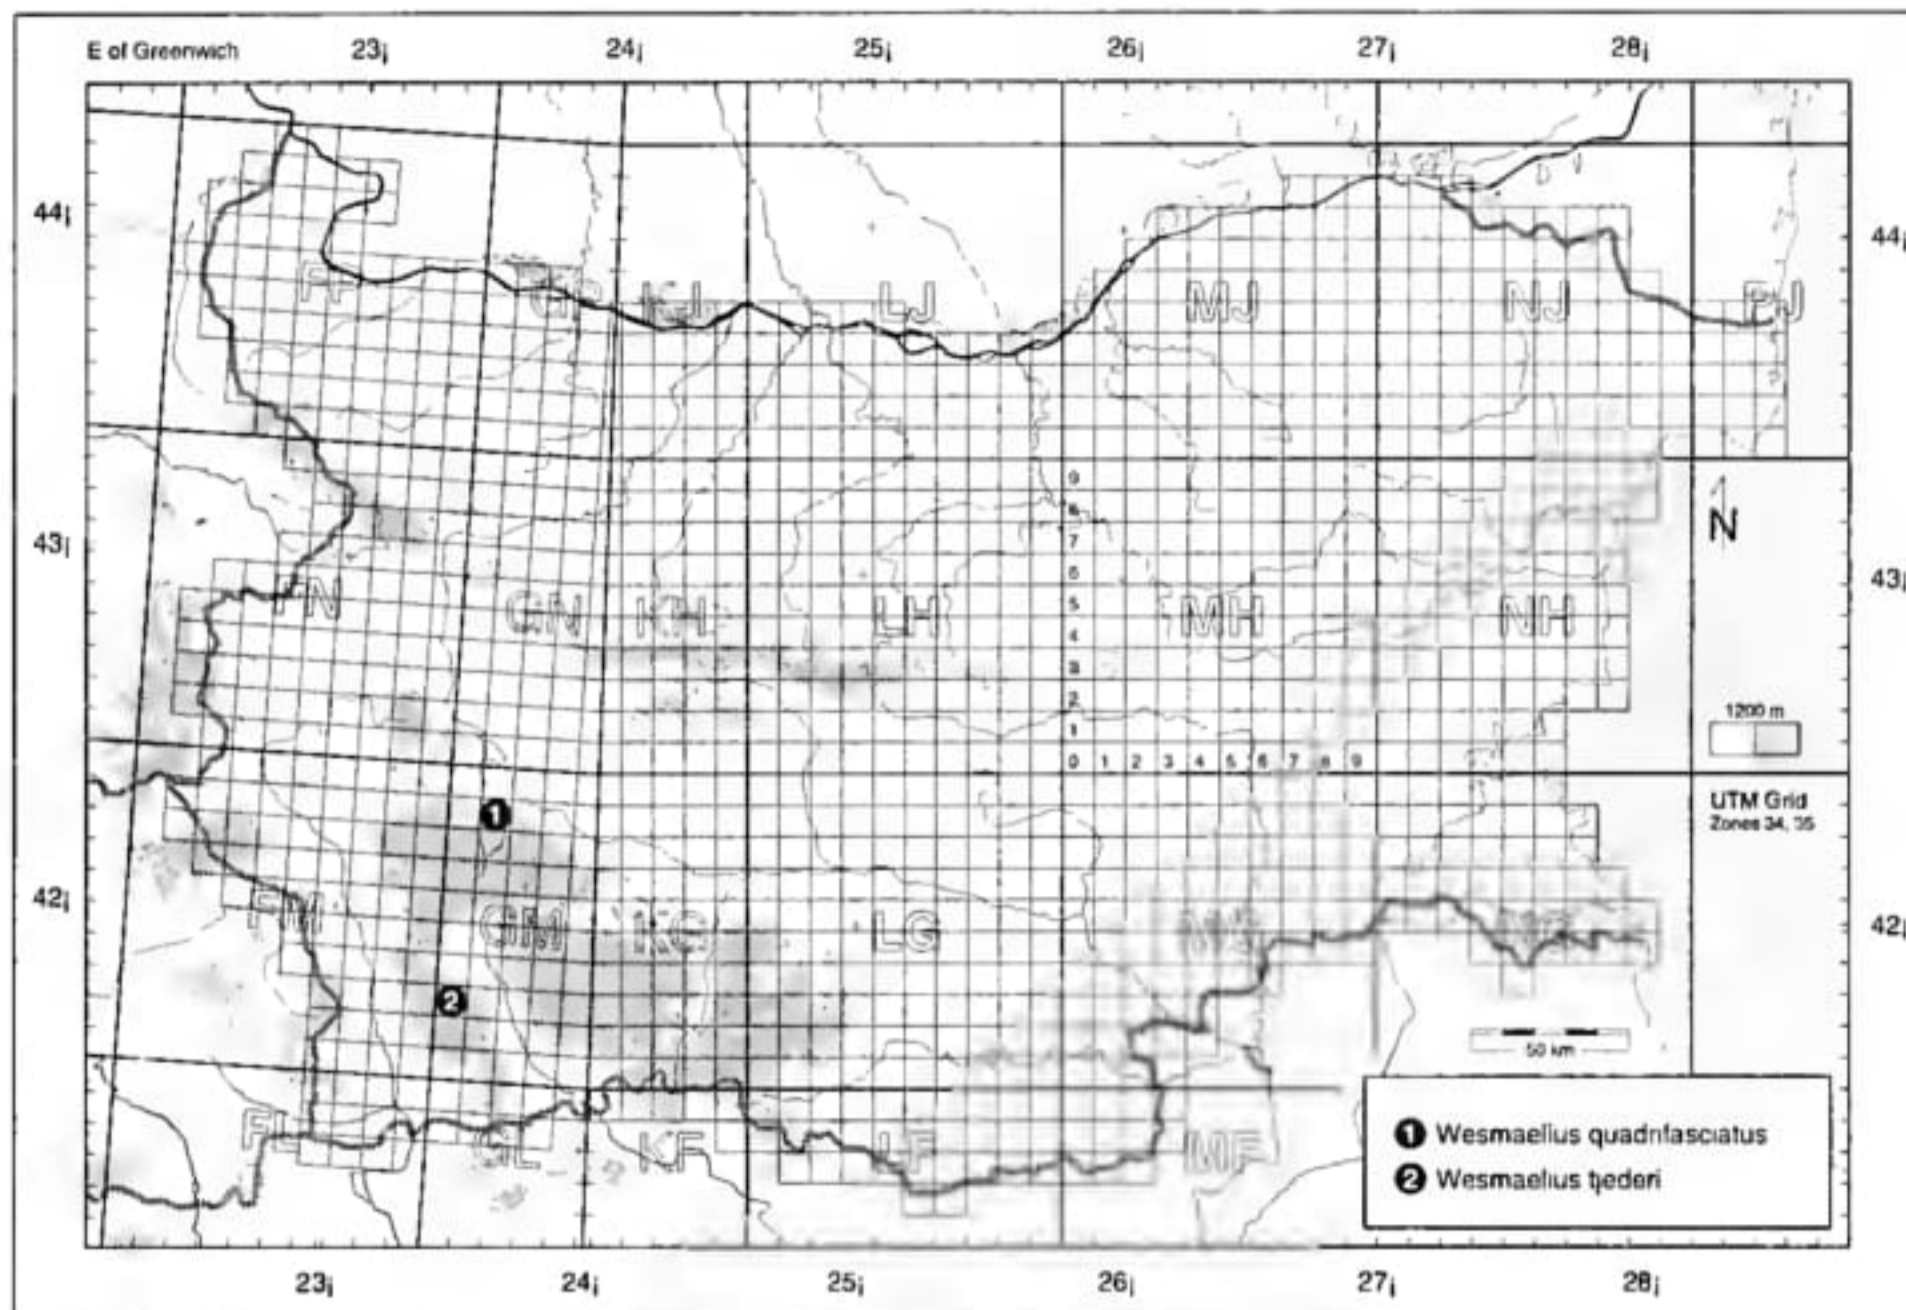 E of Greenwich 23¡ 24¡ 25¡ 26¡ 27¡ 28¡
44¡ 44¡
FP GP KJ LJ MJ NJ PJ
9
8
7
6
5
4
3
2
1
0 1 2 3 4 5 6 7 8 9
N
43¡ 43¡
FN GN KH LH MH NH
1200 m
UTM Grid
Zones 34, 35
1
42¡ 42¡
FM GM KG LG
2
50 km
FL GL KF LF MF
1 Wesmaelius quadrifasciatus
2 Wesmaelius tjederi
23¡ 24¡ 25¡ 26¡ 27¡ 28¡